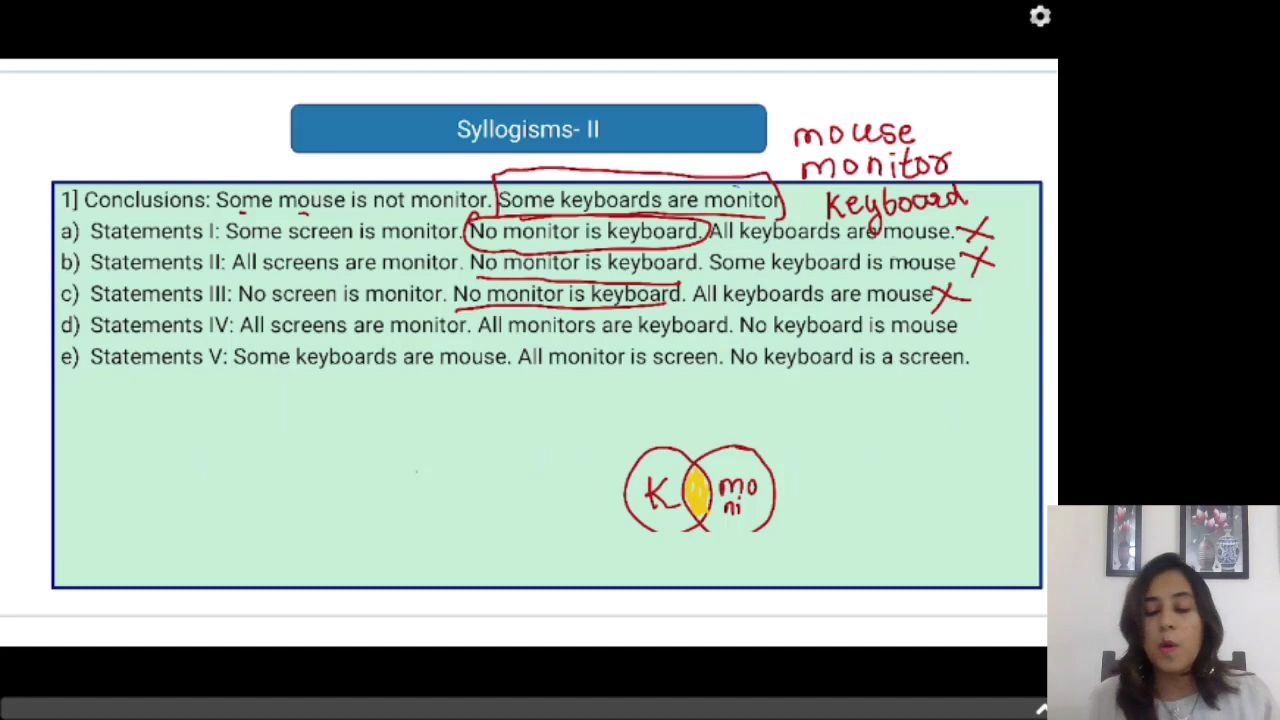 Syllogisms- II
mouse
monitor
keyboard
1] Conclusions: Some mouse is not monitor. Some keyboards are monitor
a) Statements I: Some screen is monitor. No monitor is keyboard. All keyboards are mouse. X
b) Statements II: All screens are monitor. No monitor is keyboard. Some keyboard is mouse X
c) Statements III: No screen is monitor. No monitor is keyboard. All keyboards are mouse X
d) Statements IV: All screens are monitor. All monitors are keyboard. No keyboard is mouse
e) Statements V: Some keyboards are mouse. All monitor is screen. No keyboard is a screen.
K mo
ni